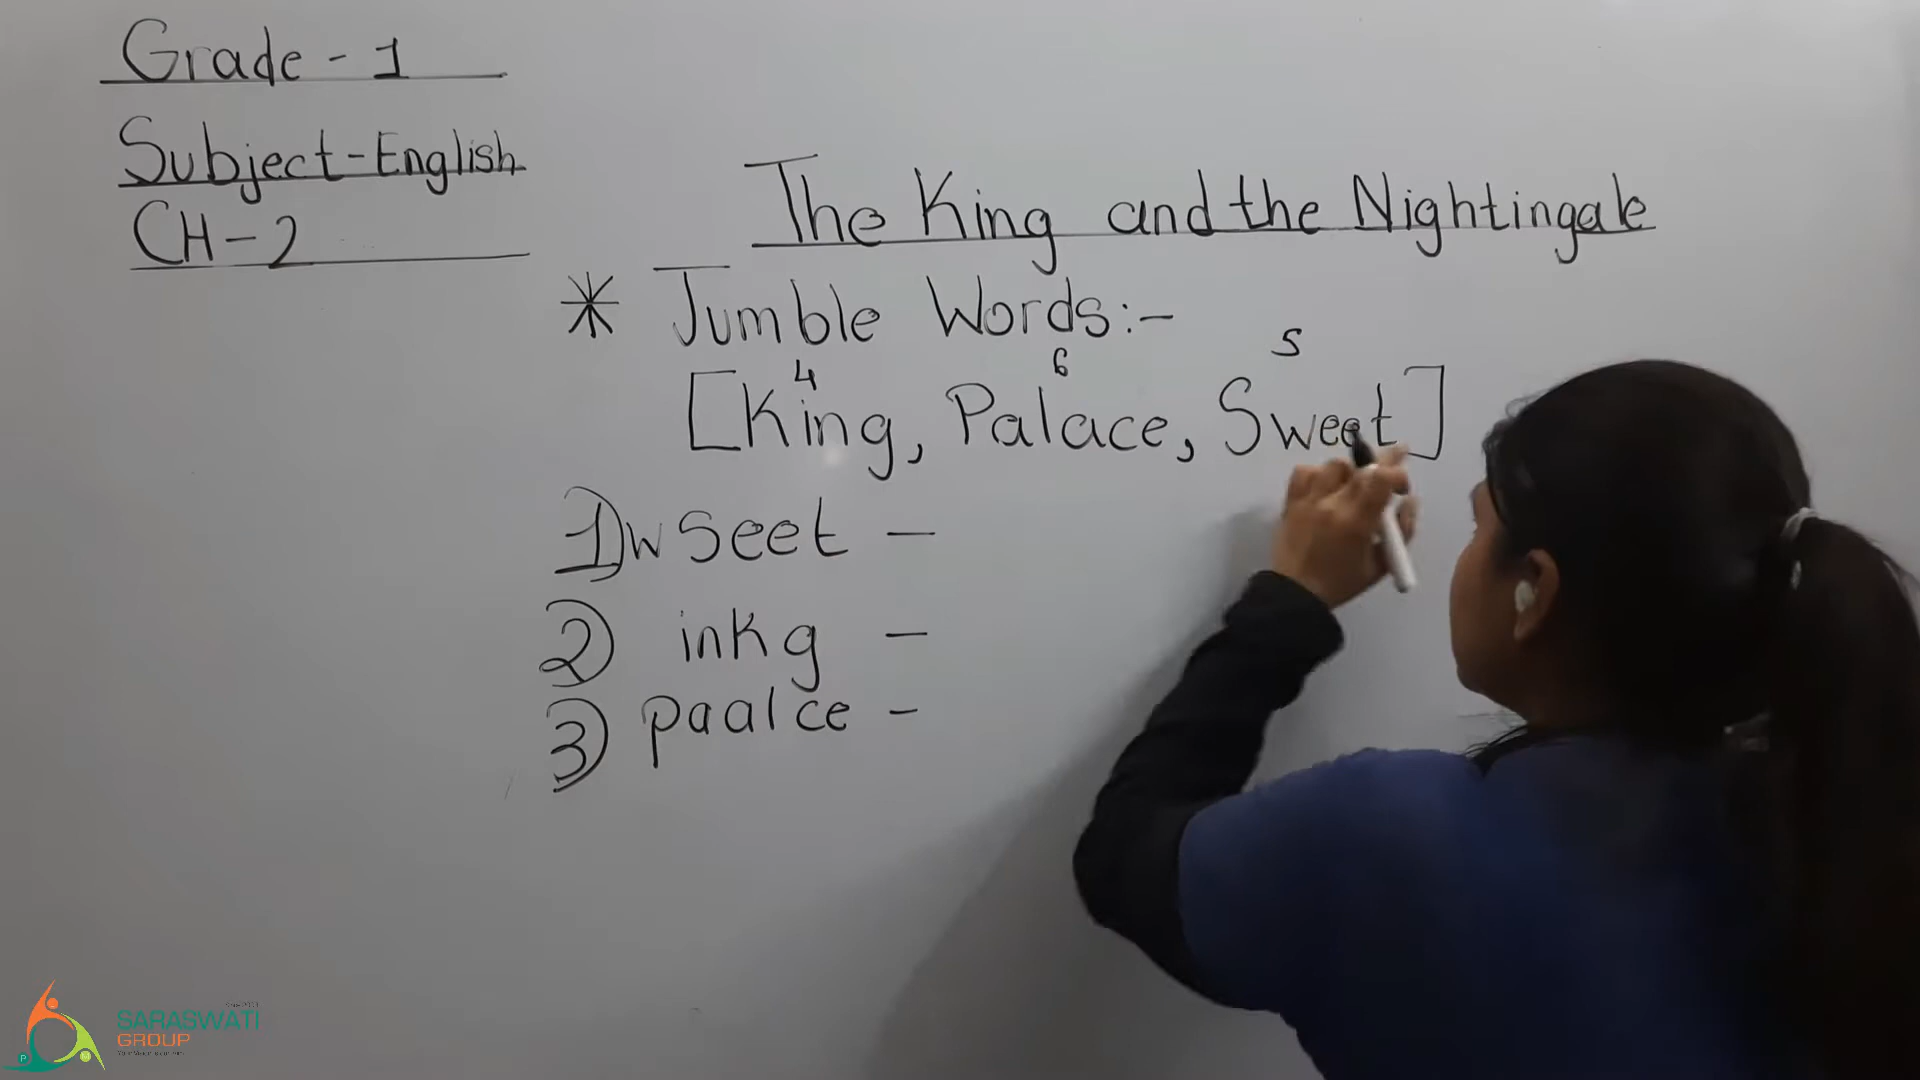 Grade - 1
Subject - English
CH - 2
The King and the Nightingale
* Jumble Words:-
4 6 5
[King, Palace, Sweet]
1) wseet -
2) inkg -
3) paalce -
SARASWATI
GROUP